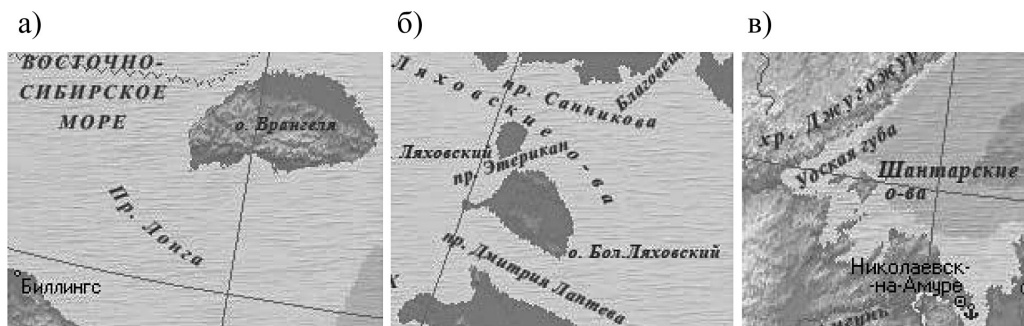 а)
ВОСТОЧНО-
СИБИРСКОЕ
МОРЕ
о. Врангеля
Пр. Лонга
Биллингс
б)
Ляховские о-ва
пр. Санникова
Благовещ
Ляховский
пр. Этерикан
о. Бол.Ляховский
пр. Дмитрия Лаптева
Х
в)
хр. Джугджур
Удская губа
Шантарские
о-ва
Николаевск-
-на-Амуре